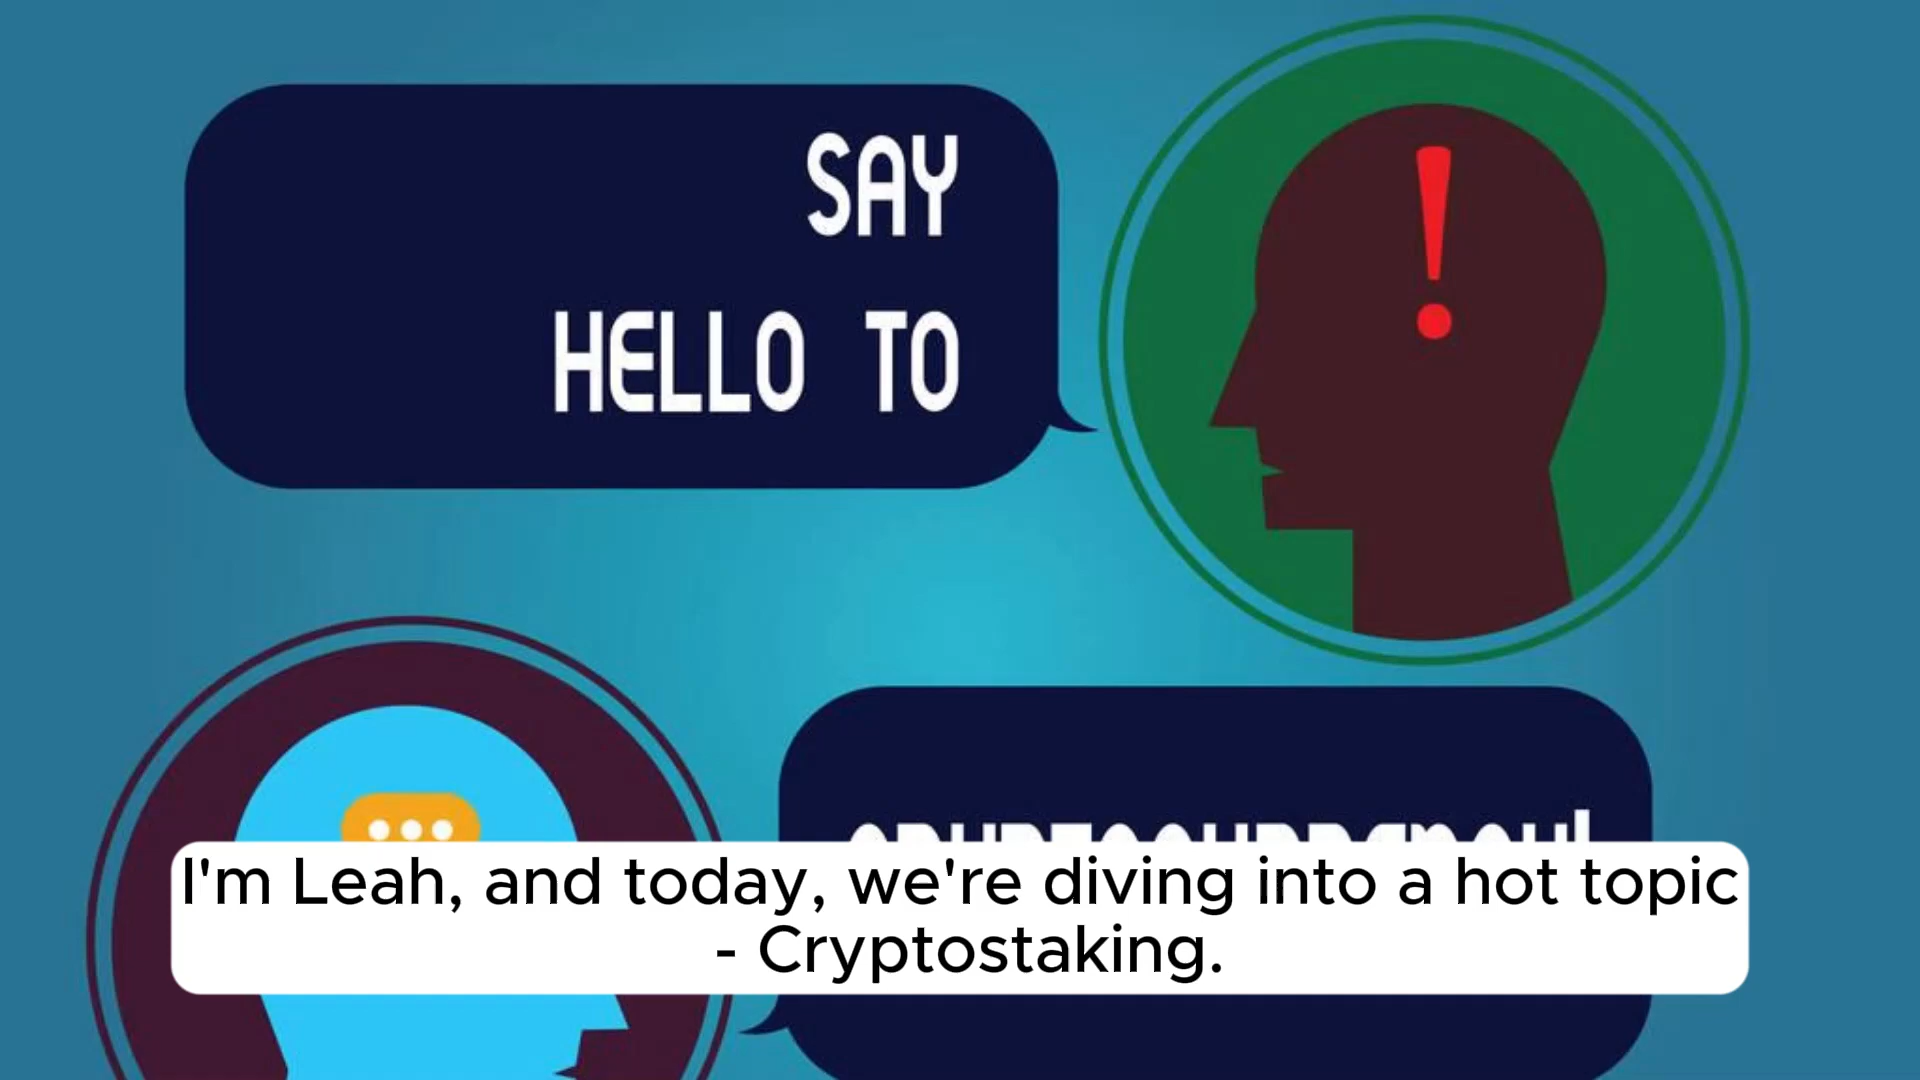 SAY
HELLO TO
I'm Leah, and today, we're diving into a hot topic
- Cryptostaking.